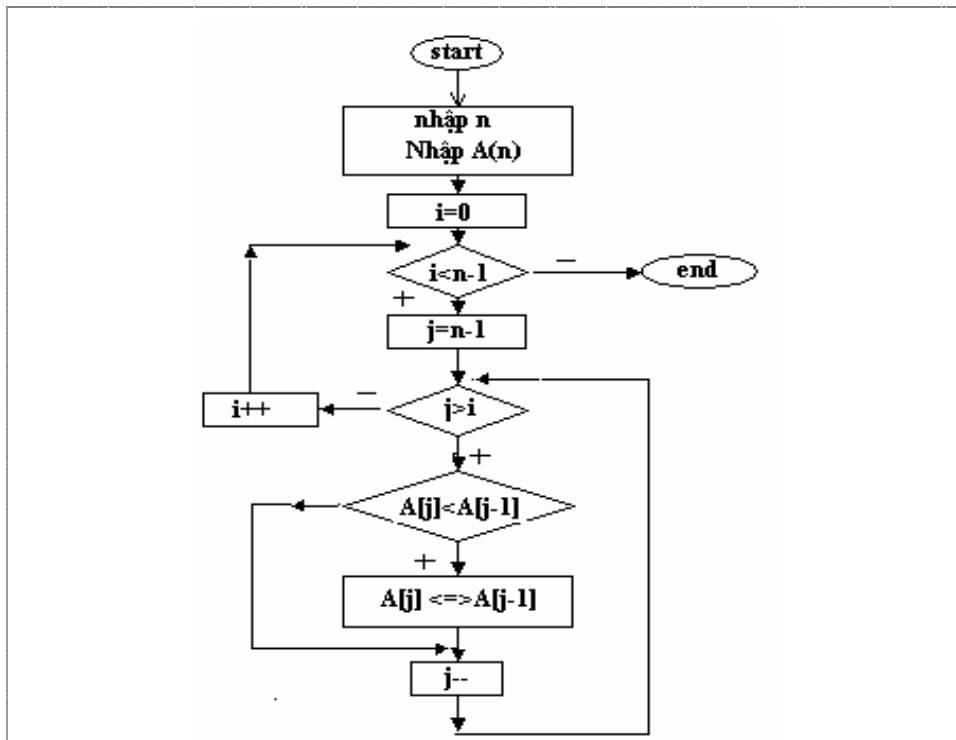 start
nhập n
Nhập A(n)
i=0
i<n-1
−
end
+
j=n-1
j>i
−
i++
+
A[j]<A[j-1]
+
A[j] <=>A[j-1]
j--